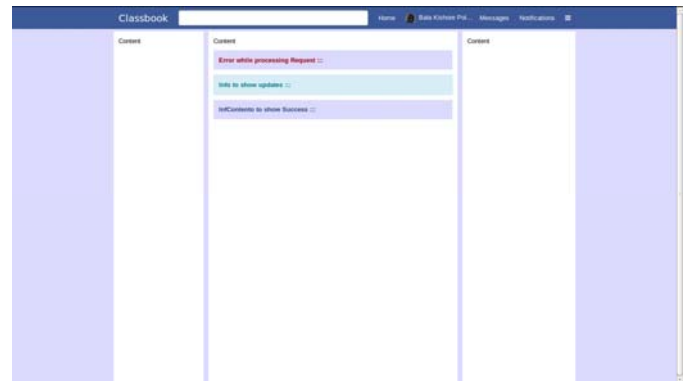 Classbook Home Bala Kishore Pol... Messages Notifications
Content
Content
Error while processing Request :::
Info to show updates :::
InfContento to show Success :::
Content